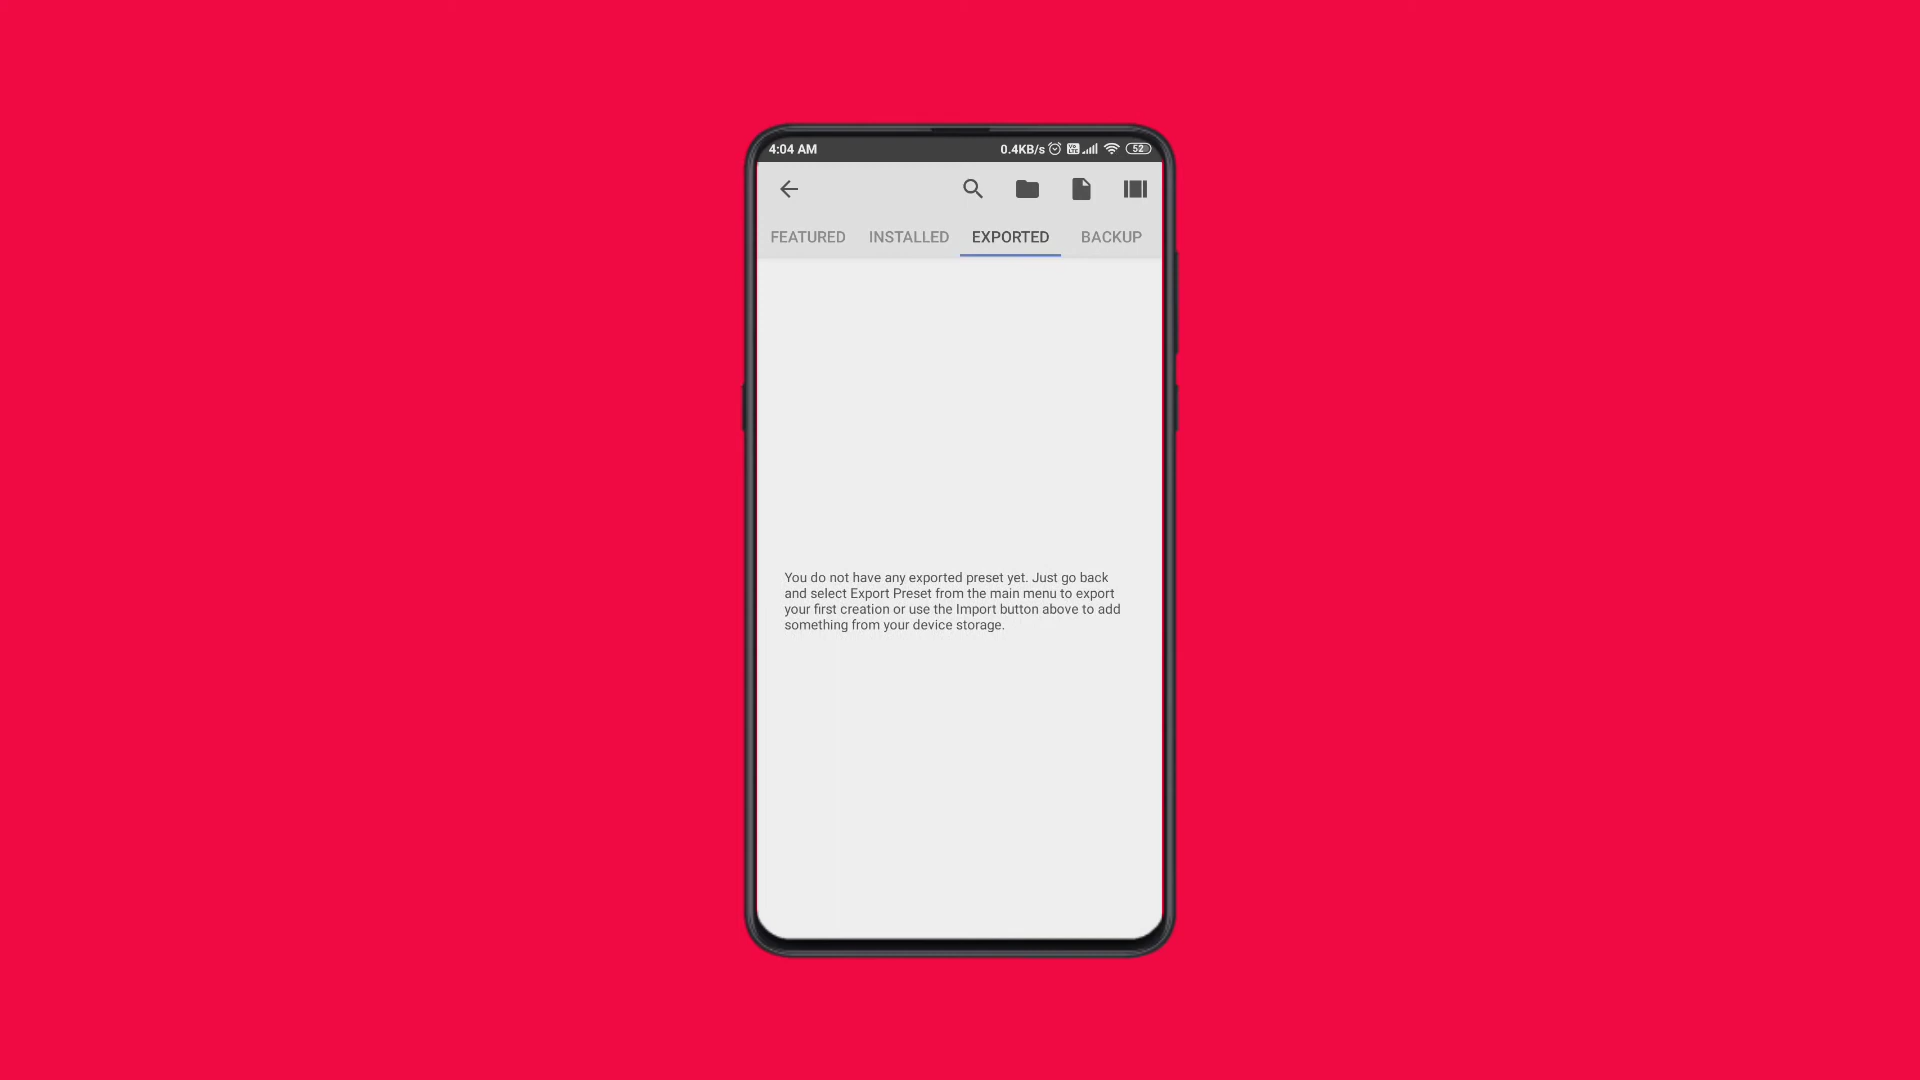 4:04 AM 0.4KB/s Vo LTE 52
FEATURED INSTALLED EXPORTED BACKUP
You do not have any exported preset yet. Just go back
and select Export Preset from the main menu to export
your first creation or use the Import button above to add
something from your device storage.